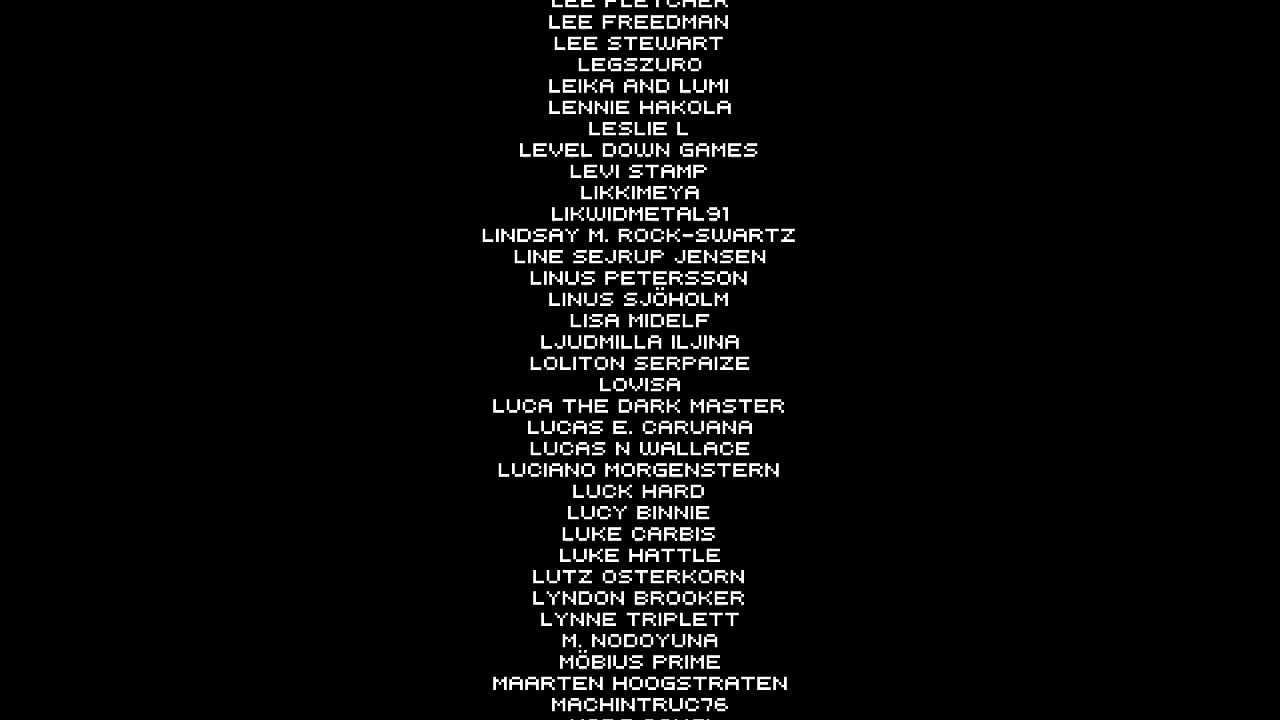 LEE FLETCHER
LEE FREEDMAN
LEE STEWART
LEGSZURO
LEIKA AND LUMI
LENNIE HAKOLA
LESLIE L
LEVEL DOWN GAMES
LEVI STAMP
LIKKIMEYA
LIKWIDMETAL91
LINDSAY M. ROCK-SWARTZ
LINE SEJRUP JENSEN
LINUS PETERSSON
LINUS SJÖHOLM
LISA MIDELF
LJUDMILLA ILJINA
LOLITON SERPAIZE
LOVISA
LUCA THE DARK MASTER
LUCAS E. CARUANA
LUCAS N WALLACE
LUCIANO MORGENSTERN
LUCK HARD
LUCY BINNIE
LUKE CARBIS
LUKE HATTLE
LUTZ OSTERKORN
LYNDON BROOKER
LYNNE TRIPLETT
M. NODOYUNA
MÖBIUS PRIME
MAARTEN HOOGSTRATEN
MACHINTRUC76